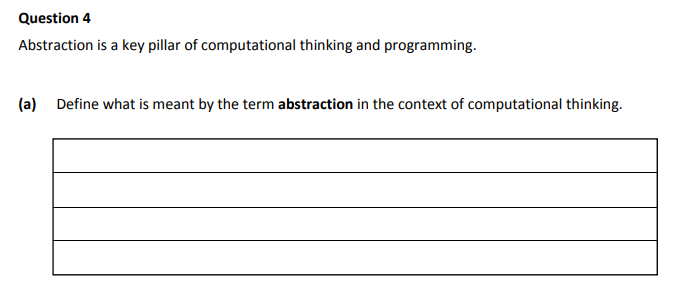 Question 4
Abstraction is a key pillar of computational thinking and programming.
(a) Define what is meant by the term abstraction in the context of computational thinking.